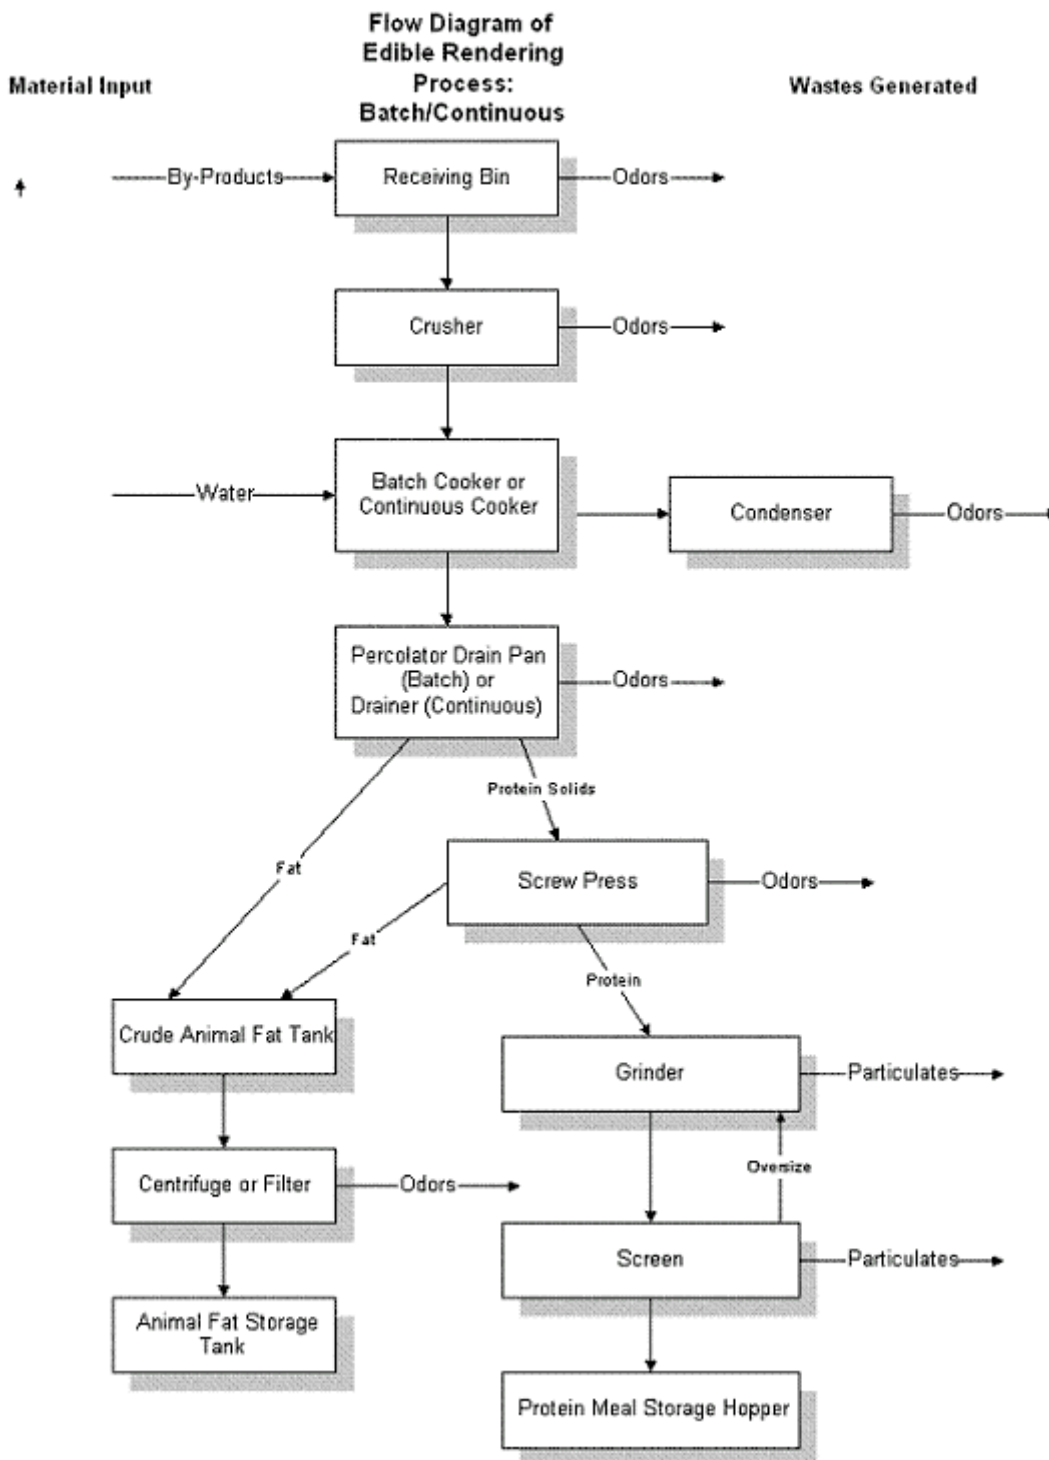 Flow Diagram of
Edible Rendering
Process:
Batch/Continuous
Material Input
Wastes Generated
By-Products
Receiving Bin
Odors
Crusher
Odors
Water
Batch Cooker or
Continuous Cooker
Condenser
Odors
Percolator Drain Pan
(Batch) or
Drainer (Continuous)
Odors
Protein Solids
Fat
Screw Press
Odors
Fat
Protein
Crude Animal Fat Tank
Grinder
Particulates
Oversize
Centrifuge or Filter
Odors
Screen
Particulates
Animal Fat Storage
Tank
Protein Meal Storage Hopper